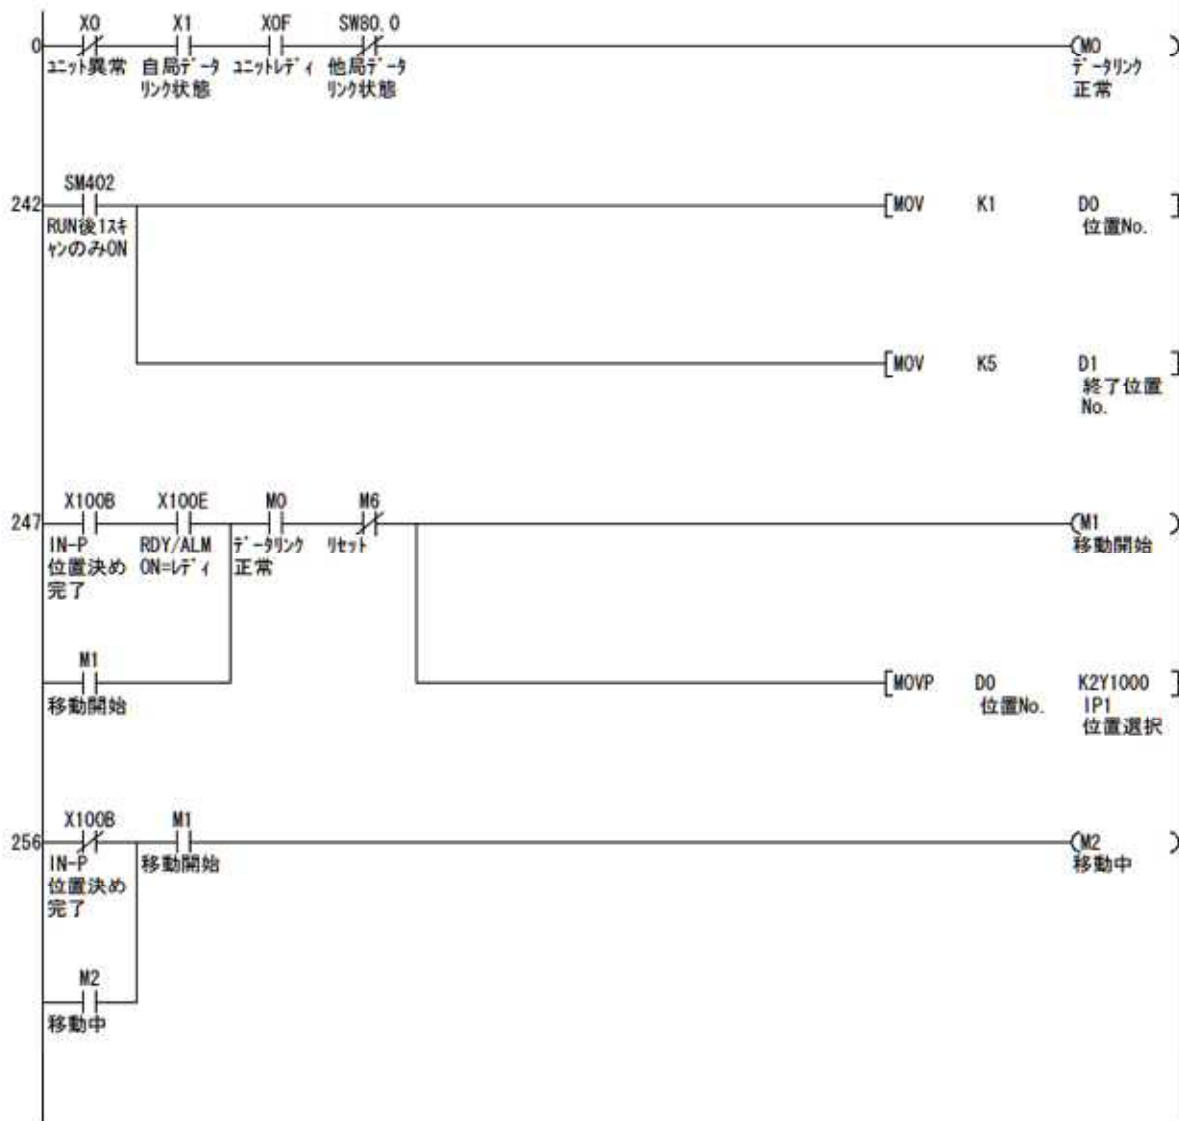 X0 X1 X0F SW80.0
0 (M0 )
ﾕﾆｯﾄ異常 自局ﾃﾞｰﾀ ﾕﾆｯﾄﾚﾃﾞｨ 他局ﾃﾞｰﾀ ﾃﾞｰﾀﾘﾝｸ
ﾘﾝｸ状態 ﾘﾝｸ状態 正常
SM402
242 [MOV K1 D0 ]
RUN後1ｽｷ 位置No.
ｬﾝのみON
[MOV K5 D1 ]
終了位置
No.
X100B X100E M0 M6
247 (M1 )
IN-P RDY/ALM ﾃﾞｰﾀﾘﾝｸ ﾘｾｯﾄ 移動開始
位置決め ON=ﾚﾃﾞｨ 正常
完了
M1
[MOVP D0 K2Y1000 ]
移動開始 位置No. IP1
位置選択
X100B M1
256 (M2 )
IN-P 移動開始 移動中
位置決め
完了
M2
移動中